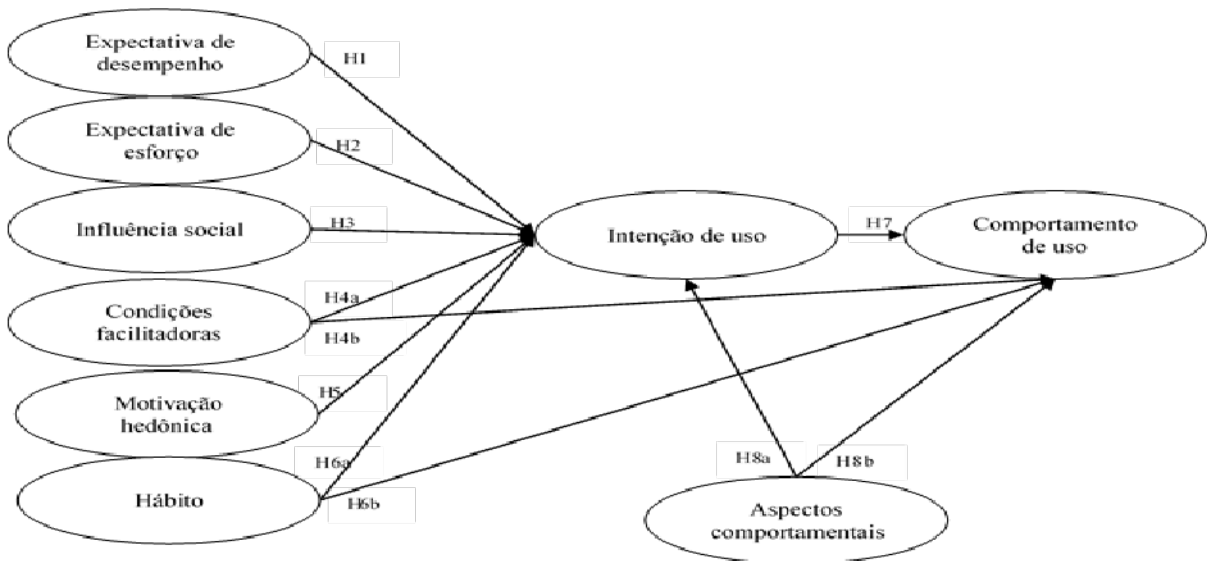 Expectativa de
desempenho
H1
Expectativa de
esforço
H2
Influência social
H3
Condições
facilitadoras
H4a
H4b
Motivação
hedônica
H5
Hábito
H6a
H6b
Intenção de uso
H7
Comportamento
de uso
H8a
H8b
Aspectos
comportamentais